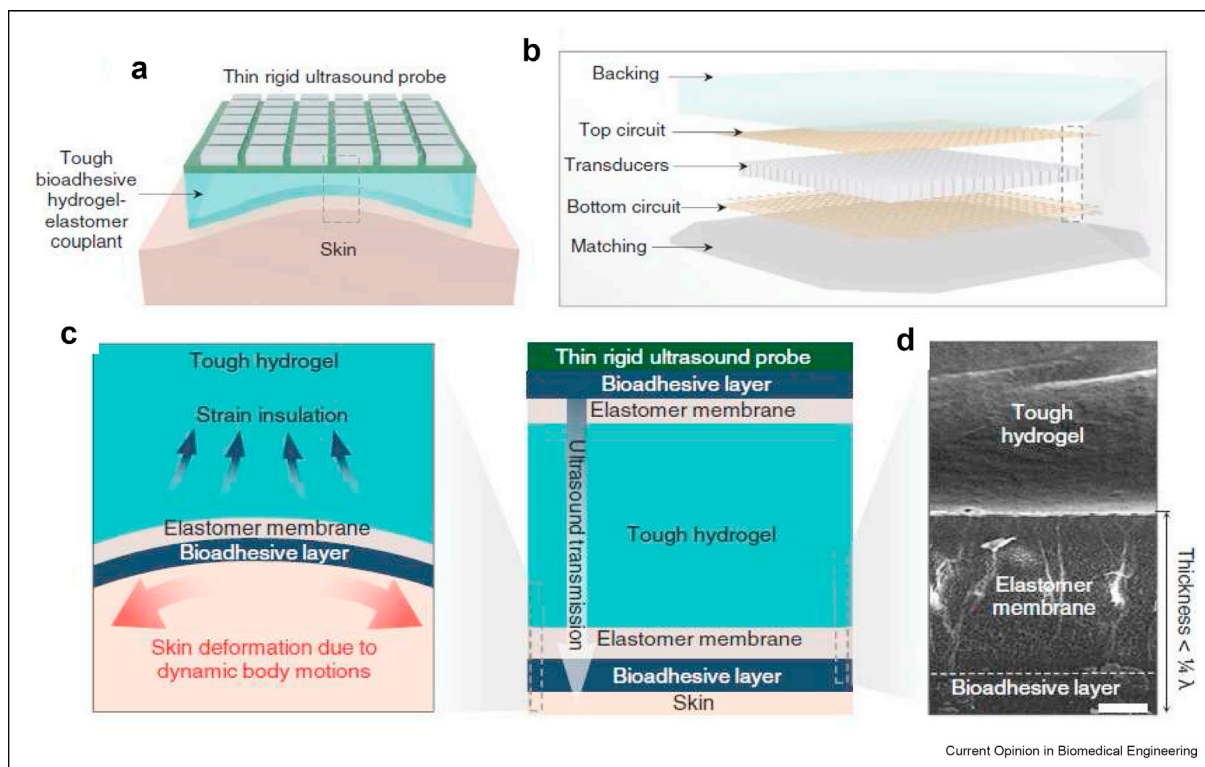 a
Thin rigid ultrasound probe
Tough
bioadhesive
hydrogel-
elastomer
couplant
Skin
b
Backing
Top circuit
Transducers
Bottom circuit
Matching
c
Tough hydrogel
Strain insulation
Elastomer membrane
Bioadhesive layer
Skin deformation due to
dynamic body motions
Thin rigid ultrasound probe
Bioadhesive layer
Elastomer membrane
Ultrasound transmission
Tough hydrogel
Elastomer membrane
Bioadhesive layer
Skin
d
Tough
hydrogel
Elastomer
membrane
Bioadhesive layer
Thickness < ¼ λ
Current Opinion in Biomedical Engineering